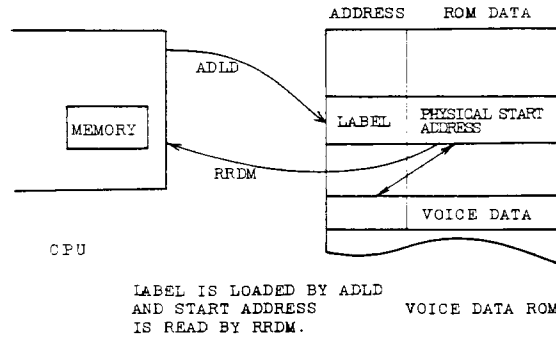 ADDRESS ROM DATA
ADLD
MEMORY
LABEL PHYSICAL START
ADDRESS
RRDM
VOICE DATA
CPU
LABEL IS LOADED BY ADLD
AND START ADDRESS
IS READ BY RRDM.
VOICE DATA ROM